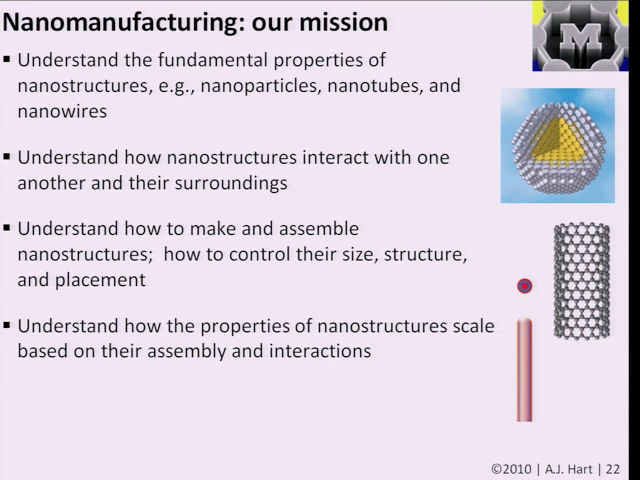 Nanomanufacturing: our mission
M
▪ Understand the fundamental properties of
nanostructures, e.g., nanoparticles, nanotubes, and
nanowires
▪ Understand how nanostructures interact with one
another and their surroundings
▪ Understand how to make and assemble
nanostructures;  how to control their size, structure,
and placement
▪ Understand how the properties of nanostructures scale
based on their assembly and interactions
©2010 | A.J. Hart | 22